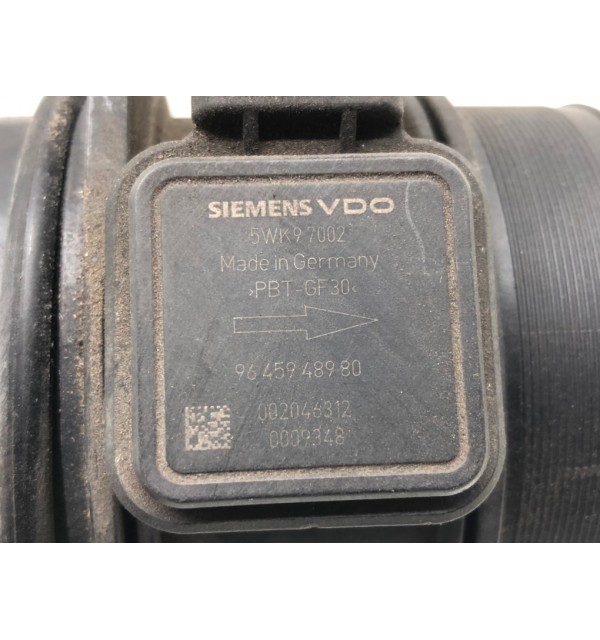 SIEMENS VDO
5WK9 7002
Made in Germany
>PBT-GF30<
96 459 489 80
002046312
0009348